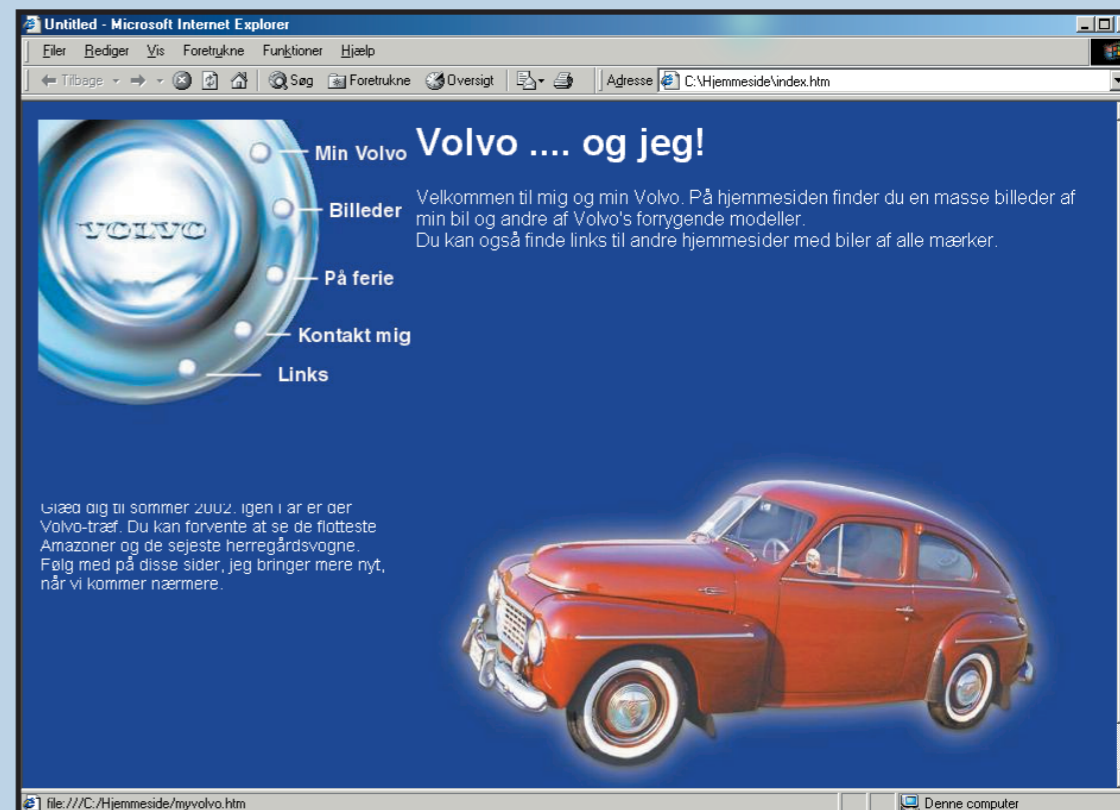 Untitled - Microsoft Internet Explorer
Filer Rediger Vis Foretrukne Funktioner Hjælp
Tilbage Søg Foretrukne Oversigt Adresse C:\Hjemmeside\index.htm
VOLVO
Min Volvo
Billeder
På ferie
Kontakt mig
Links
Volvo .... og jeg!
Velkommen til mig og min Volvo. På hjemmesiden finder du en masse billeder af
min bil og andre af Volvo's forrygende modeller.
Du kan også finde links til andre hjemmesider med biler af alle mærker.
Glæd dig til sommer 2002. Igen i år er der
Volvo-træf. Du kan forvente at se de flotteste
Amazoner og de sejeste herregårdsvogne.
Følg med på disse sider, jeg bringer mere nyt,
når vi kommer nærmere.
file:///C:/Hjemmeside/myvolvo.htm Denne computer